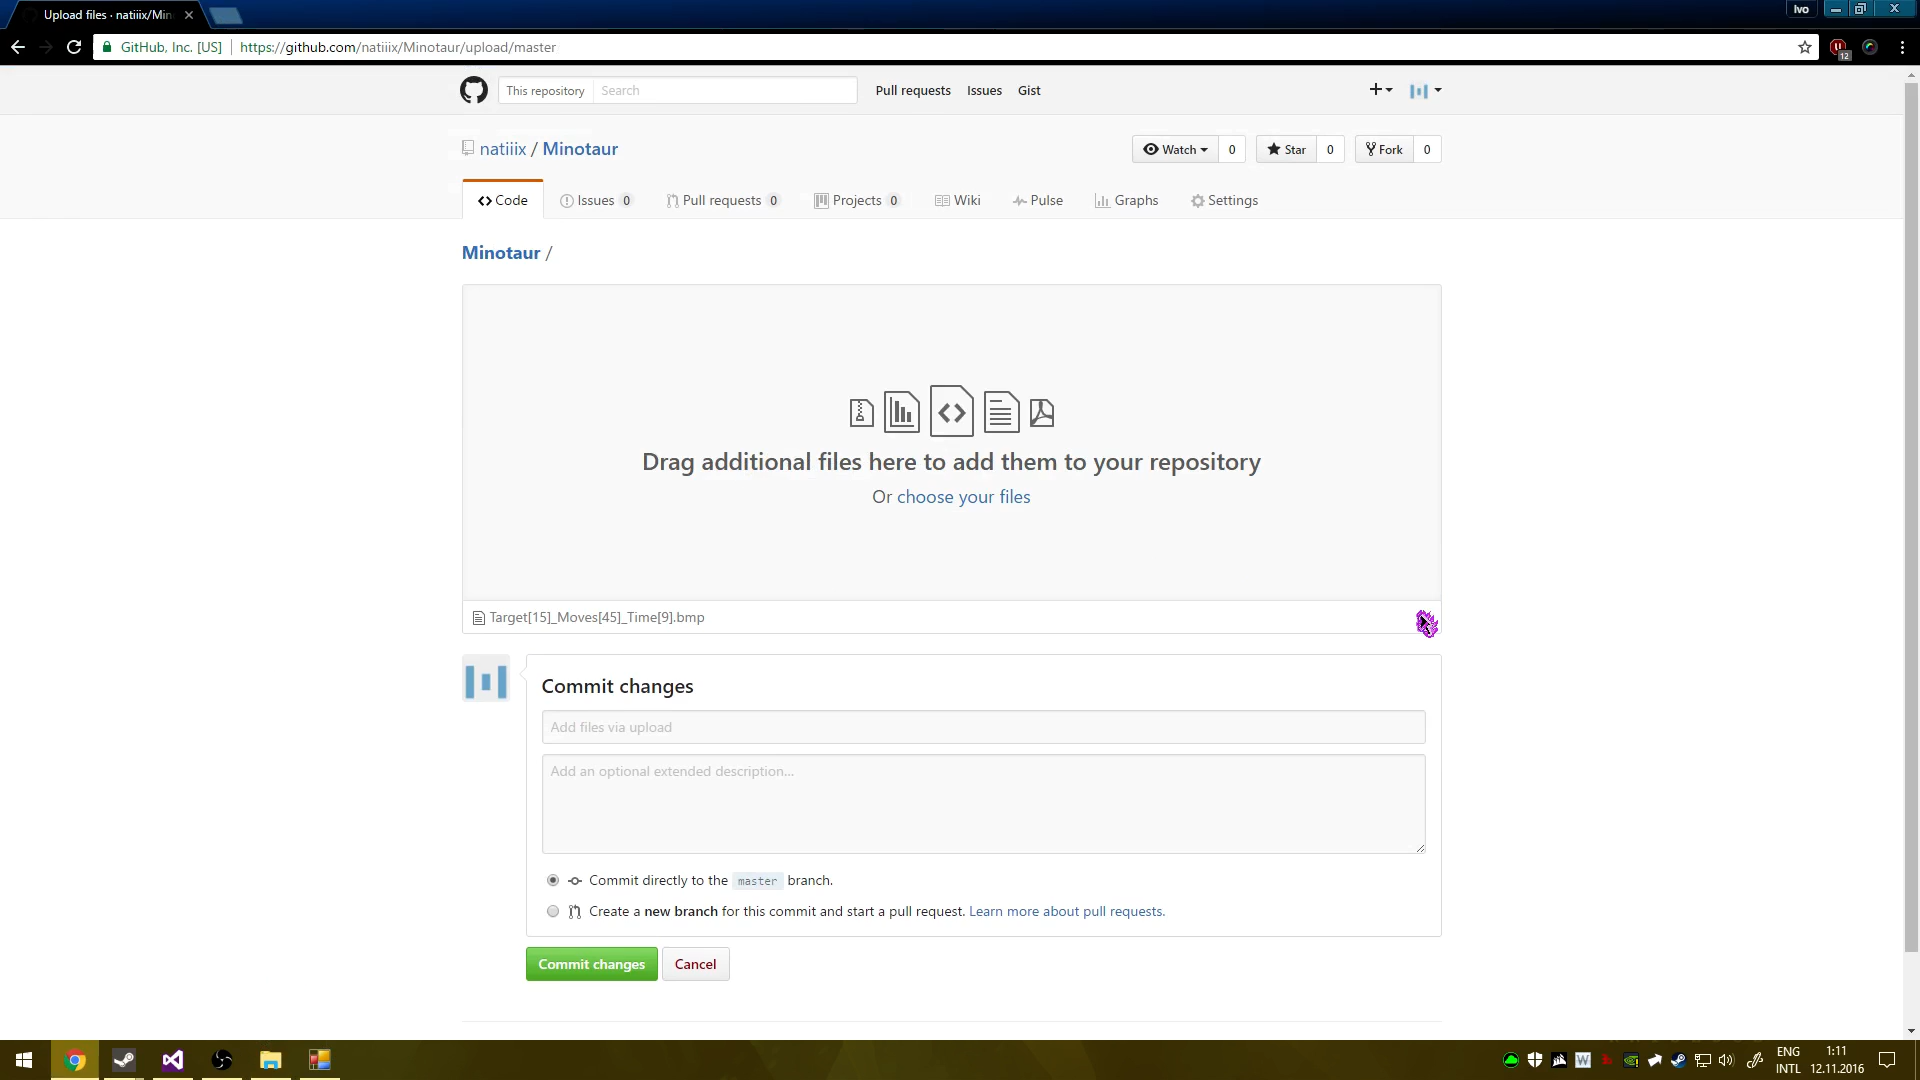 Upload files · natiiix/Min
Ivo
GitHub, Inc. [US] https://github.com/natiiix/Minotaur/upload/master
12
This repository Search Pull requests Issues Gist
natiiix / Minotaur
Watch 0 Star 0 Fork 0
Code Issues 0 Pull requests 0 Projects 0 Wiki Pulse Graphs Settings
Minotaur /
Drag additional files here to add them to your repository
Or choose your files
Target[15]_Moves[45]_Time[9].bmp
Commit changes
Add files via upload
Add an optional extended description...
Commit directly to the master branch.
Create a new branch for this commit and start a pull request. Learn more about pull requests.
Commit changes Cancel
ENG 1:11
INTL 12.11.2016